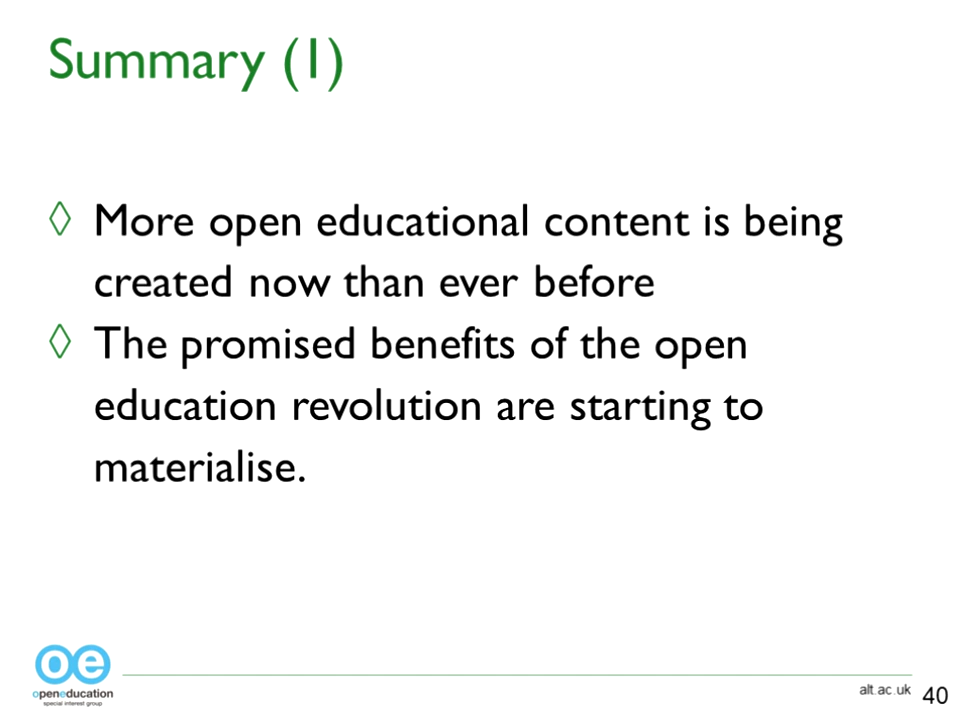 Summary (1)
◊ More open educational content is being
created now than ever before
◊ The promised benefits of the open
education revolution are starting to
materialise.
oe
openeducation
special interest group
alt.ac.uk
40